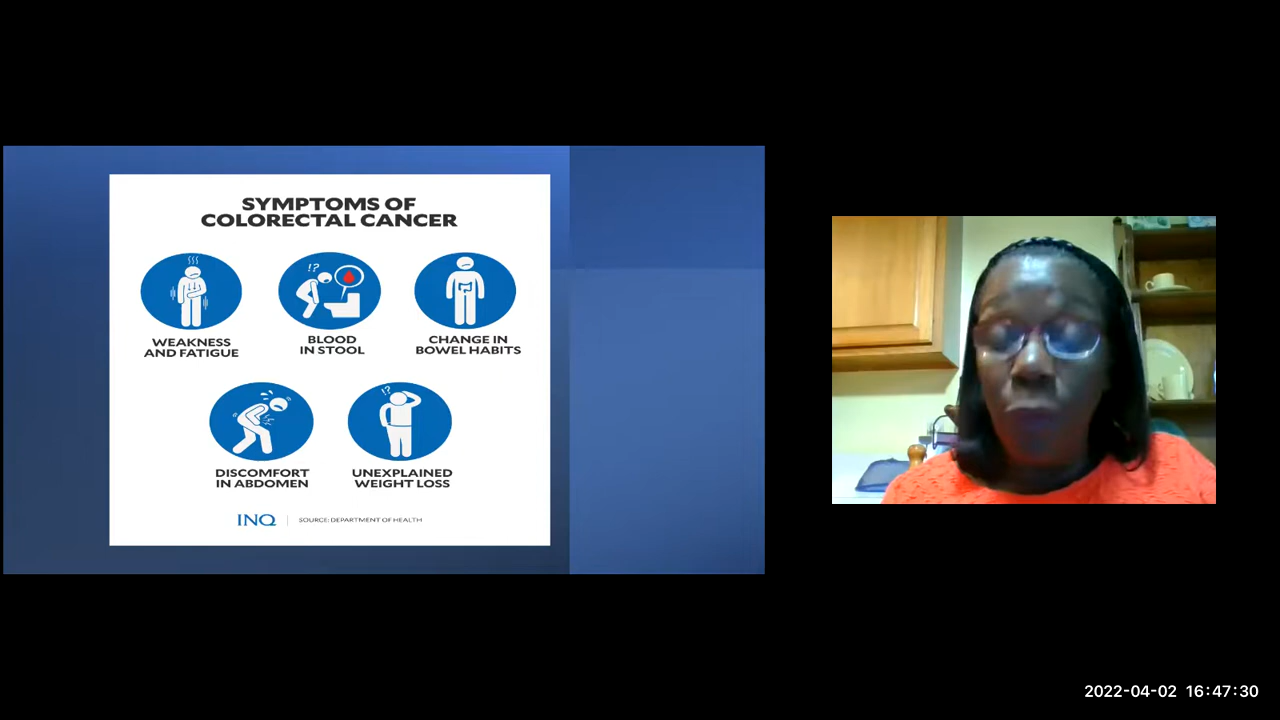 SYMPTOMS OF
COLORECTAL CANCER
!?
WEAKNESS
AND FATIGUE
BLOOD
IN STOOL
CHANGE IN
BOWEL HABITS
!?
DISCOMFORT
IN ABDOMEN
UNEXPLAINED
WEIGHT LOSS
INQ
SOURCE: DEPARTMENT OF HEALTH
2022-04-02 16:47:30